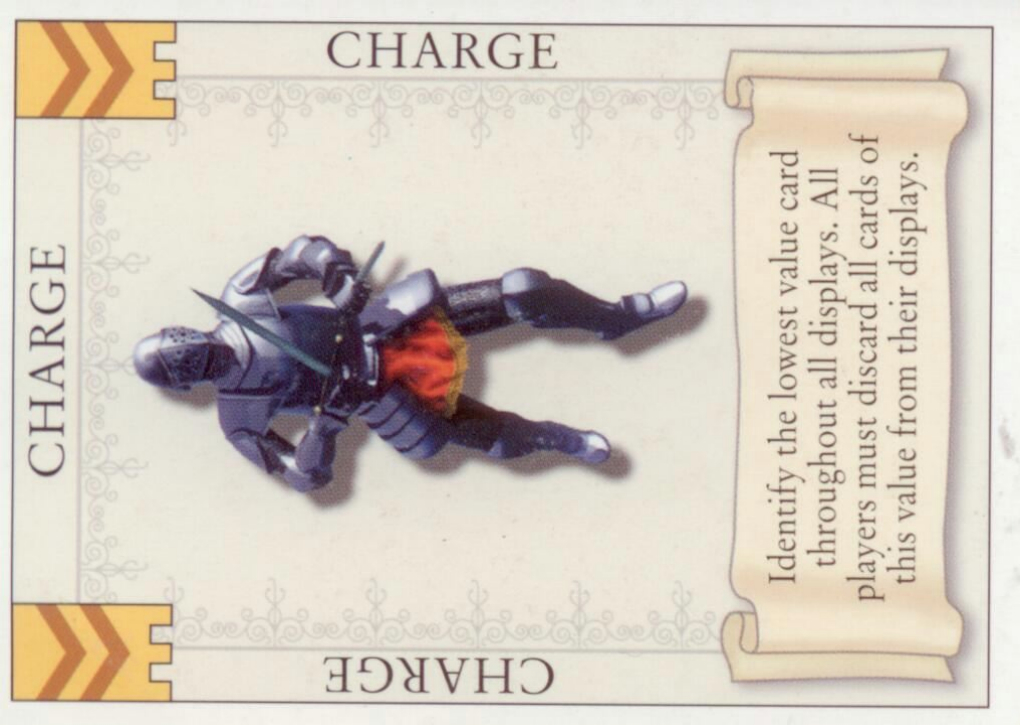 CHARGE
CHARGE
CHARGE
Identify the lowest value card
throughout all displays. All
players must discard all cards of
this value from their displays.